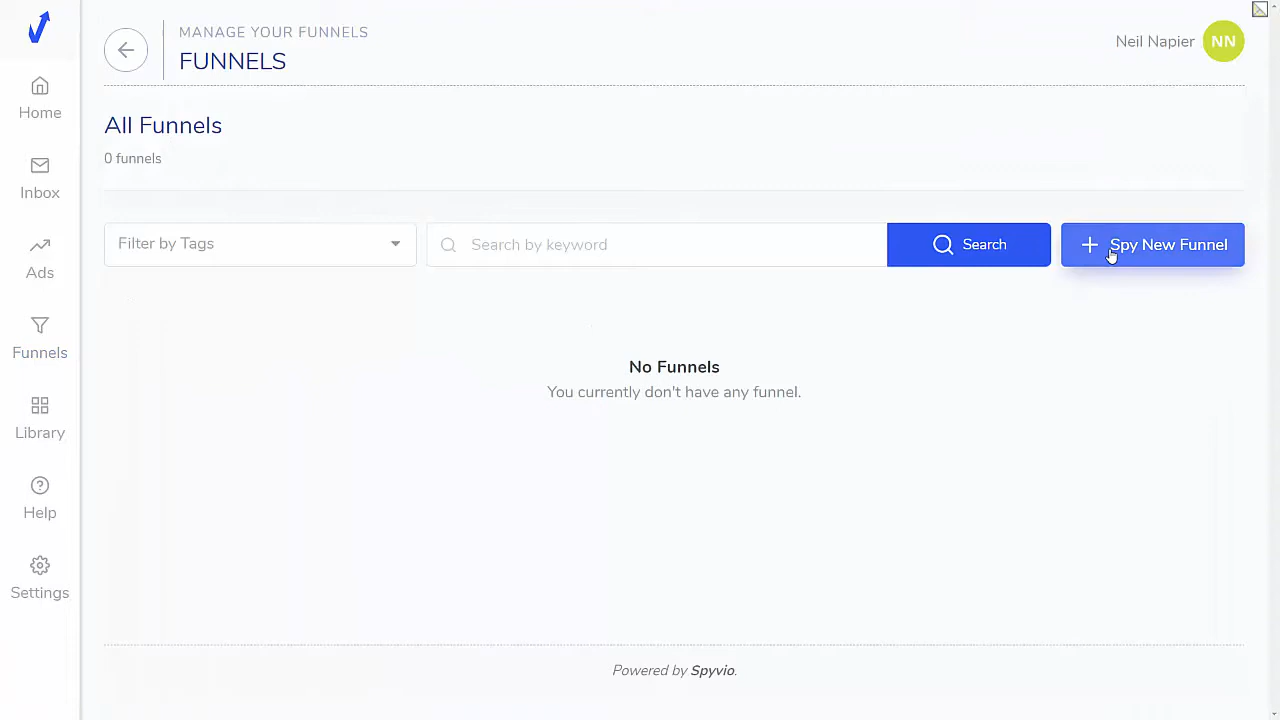 MANAGE YOUR FUNNELS
FUNNELS
Neil Napier NN
Home
Inbox
Ads
Funnels
Library
Help
Settings
All Funnels
0 funnels
Filter by Tags
Search by keyword
Search
Spy New Funnel
No Funnels
You currently don't have any funnel.
Powered by Spyvio.